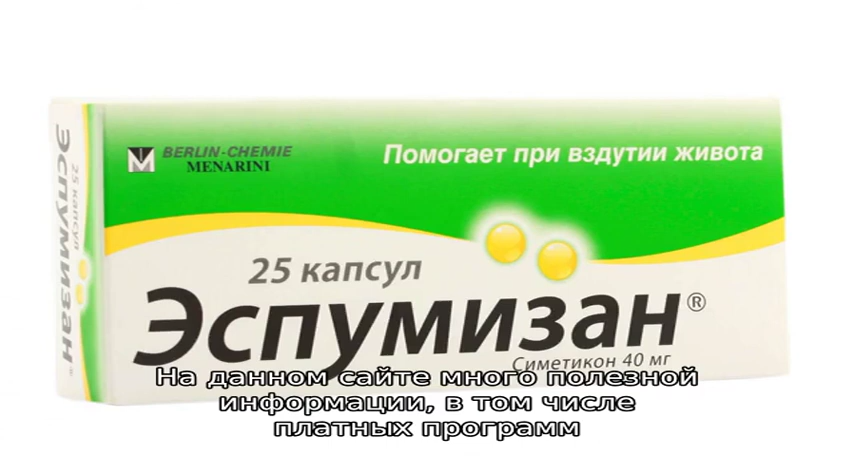 BERLIN-CHEMIE
MENARINI
Помогает при вздутии живота
Эспумизан®
25 капсул
25 капсул
Эспумизан®
Симетикон 40 мг
На данном сайте много полезной
информации, в том числе
платных программ